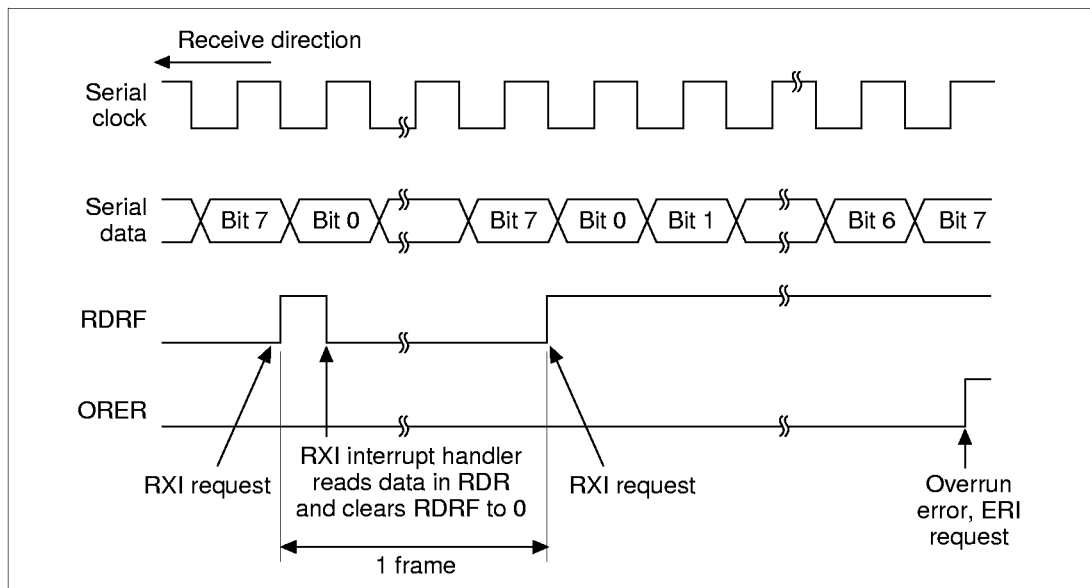 Receive direction
Serial
clock
Serial
data
Bit 7
Bit 0
Bit 7
Bit 0
Bit 1
Bit 6
Bit 7
RDRF
ORER
RXI request
RXI interrupt handler
reads data in RDR
and clears RDRF to 0
RXI request
Overrun
error, ERI
request
1 frame